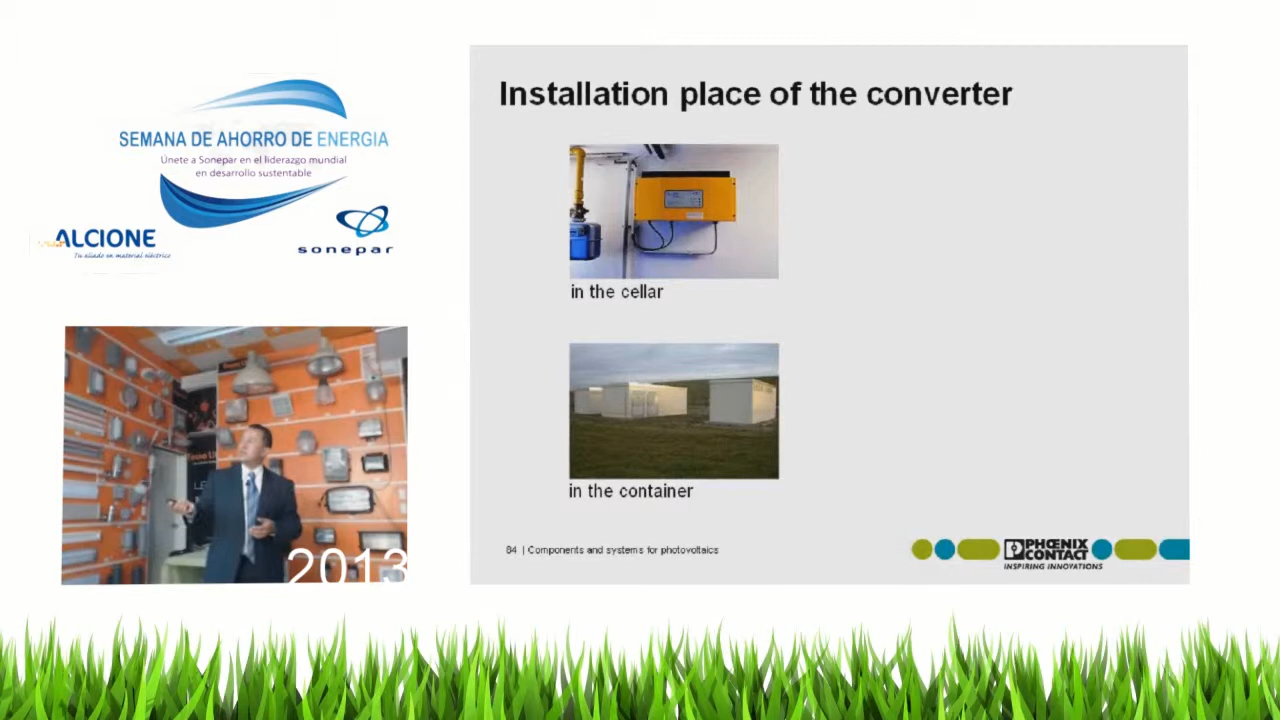 SEMANA DE AHORRO DE ENERGIA
Únete a Sonepar en el liderazgo mundial
en desarrollo sustentable
ALCIONE
Tu aliado en material eléctrico
sonepar
2013
Installation place of the converter
in the cellar
in the container
64 | Components and systems for photovoltaics
PHŒNIX
CONTACT
INSPIRING INNOVATIONS